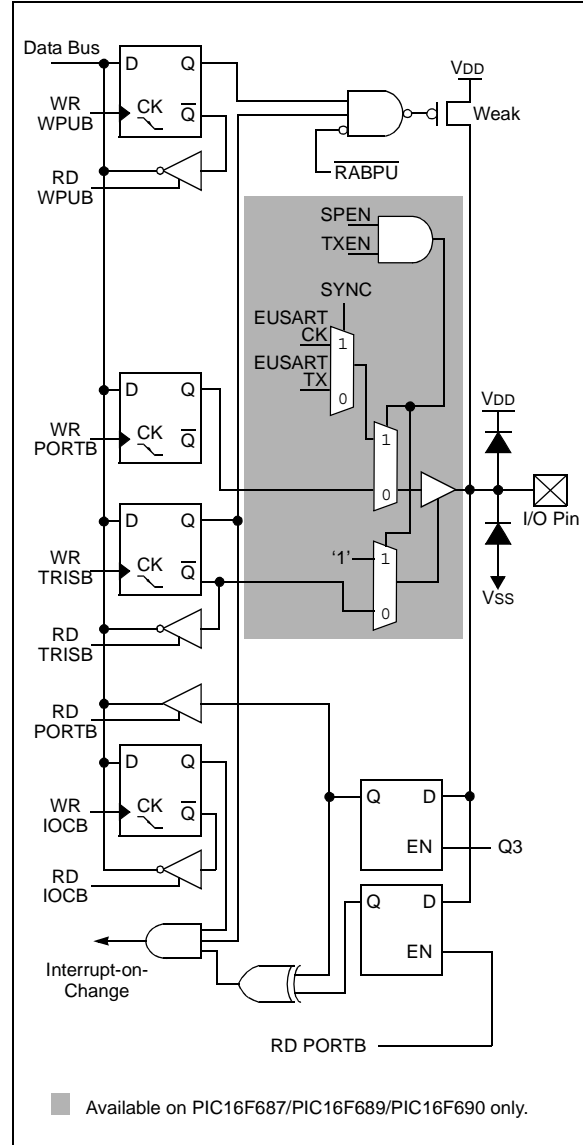 Data Bus
D Q
WR
WPUB
CK
Q
VDD
Weak
RD
WPUB
RABPU
SPEN
TXEN
SYNC
EUSART
CK
EUSART
TX
1
0
D Q
WR
PORTB
CK
Q
1
0
VDD
I/O Pin
VSS
D Q
WR
TRISB
CK
Q
'1'
1
0
RD
TRISB
RD
PORTB
D Q
WR
IOCB
CK
Q
Q D
EN
Q3
RD
IOCB
Q D
EN
Interrupt-on-
Change
RD PORTB
Available on PIC16F687/PIC16F689/PIC16F690 only.